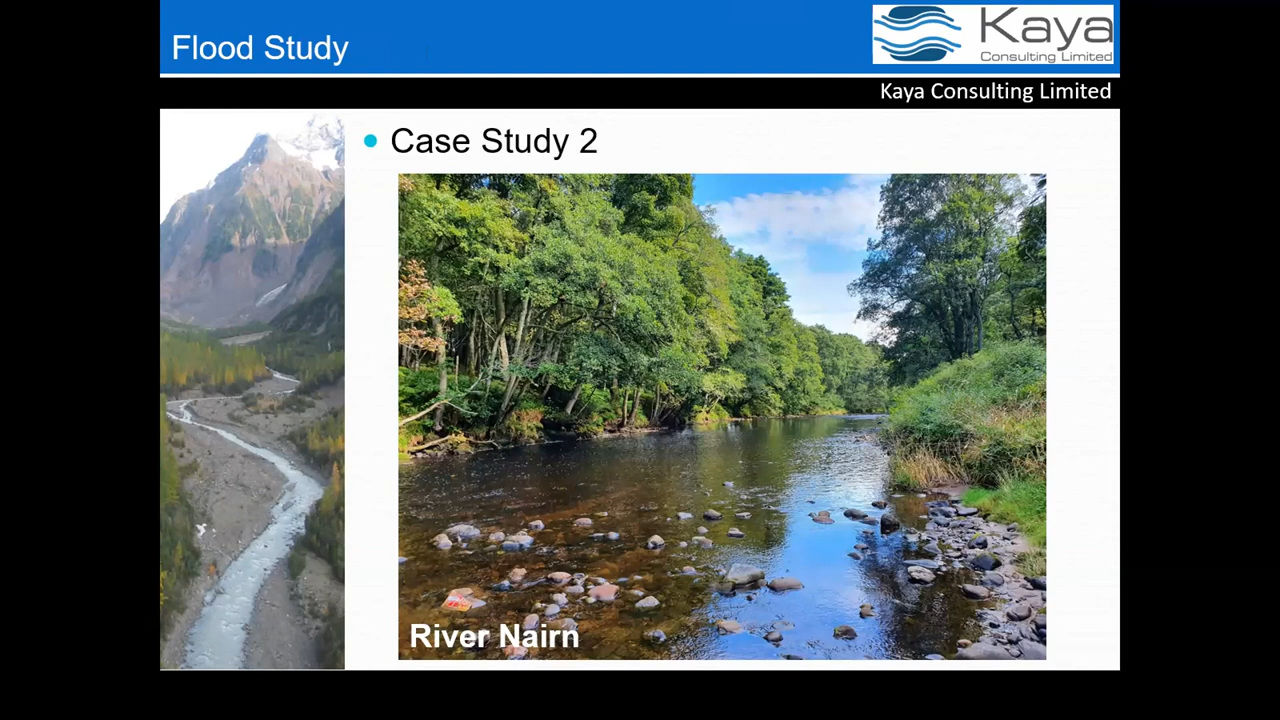 Flood Study
Kaya
Consulting Limited
Kaya Consulting Limited
Case Study 2
River Nairn